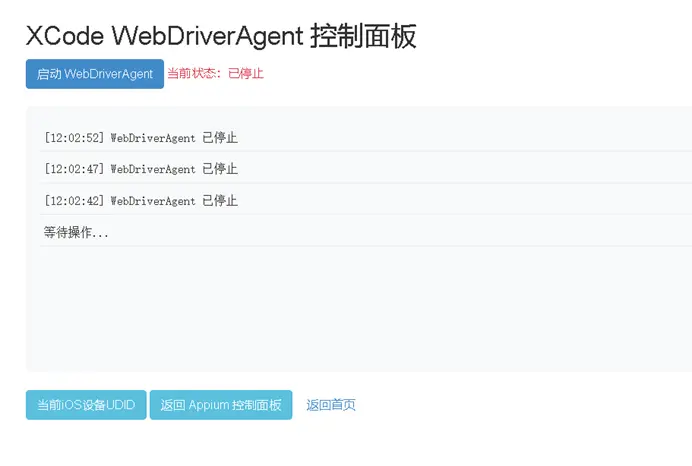 XCode WebDriverAgent 控制面板
启动 WebDriverAgent 当前状态：已停止
[12:02:52] WebDriverAgent 已停止
[12:02:47] WebDriverAgent 已停止
[12:02:42] WebDriverAgent 已停止
等待操作...
当前iOS设备UDID 返回 Appium 控制面板 返回首页